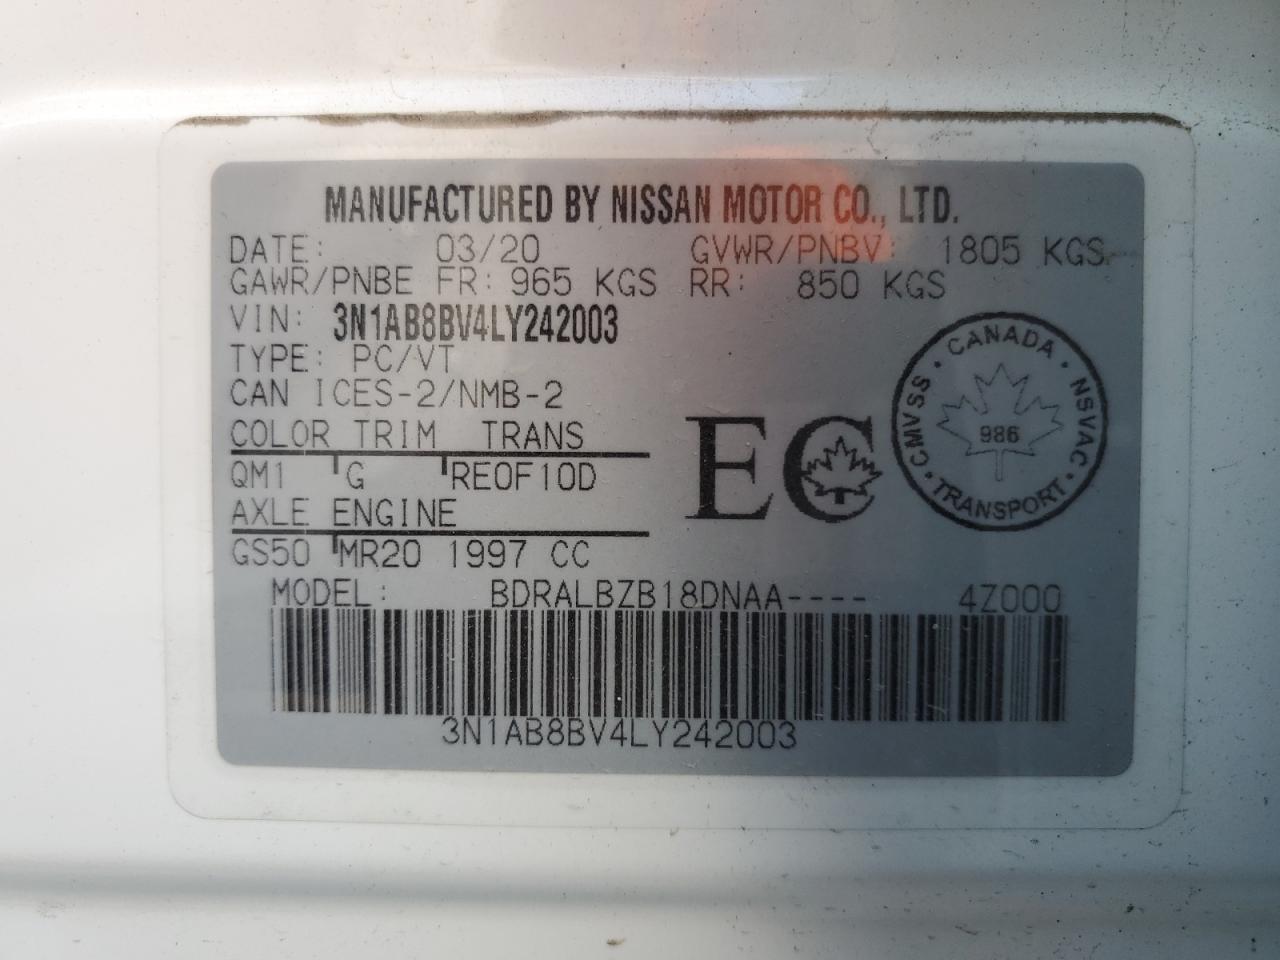 MANUFACTURED BY NISSAN MOTOR CO., LTD.
DATE: 03/20 GVWR/PNBV: 1805 KGS
GAWR/PNBE FR: 965 KGS RR: 850 KGS
VIN: 3N1AB8BV4LY242003
TYPE: PC/VT
CAN ICES-2/NMB-2
COLOR TRIM TRANS
QM1 G RE0F10D
AXLE ENGINE
GS50 MR20 1997 CC
EC
CANADA
CMVSS · NSVAC
986
TRANSPORT
MODEL: BDRALBZB18DNAA---- 4Z000
3N1AB8BV4LY242003